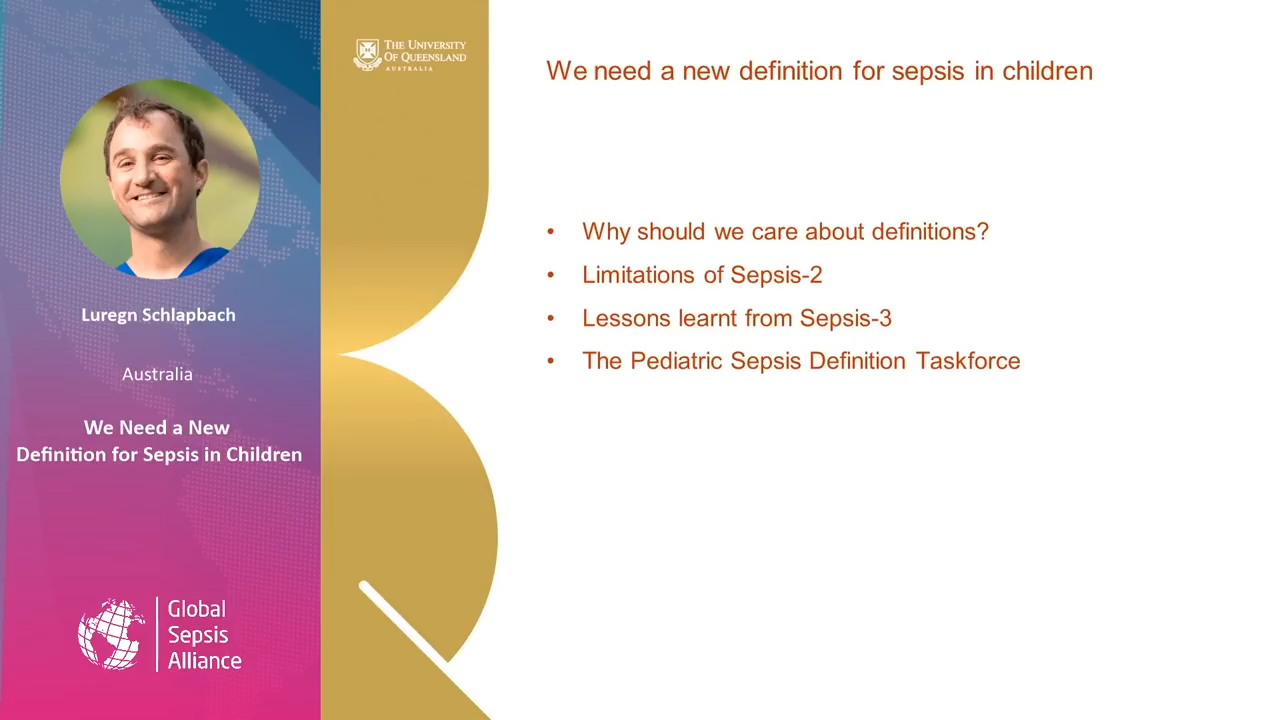 Luregn Schlapbach
Australia
We Need a New
Definition for Sepsis in Children
Global
Sepsis
Alliance
THE UNIVERSITY
OF QUEENSLAND
AUSTRALIA
We need a new definition for sepsis in children
• Why should we care about definitions?
• Limitations of Sepsis-2
• Lessons learnt from Sepsis-3
• The Pediatric Sepsis Definition Taskforce